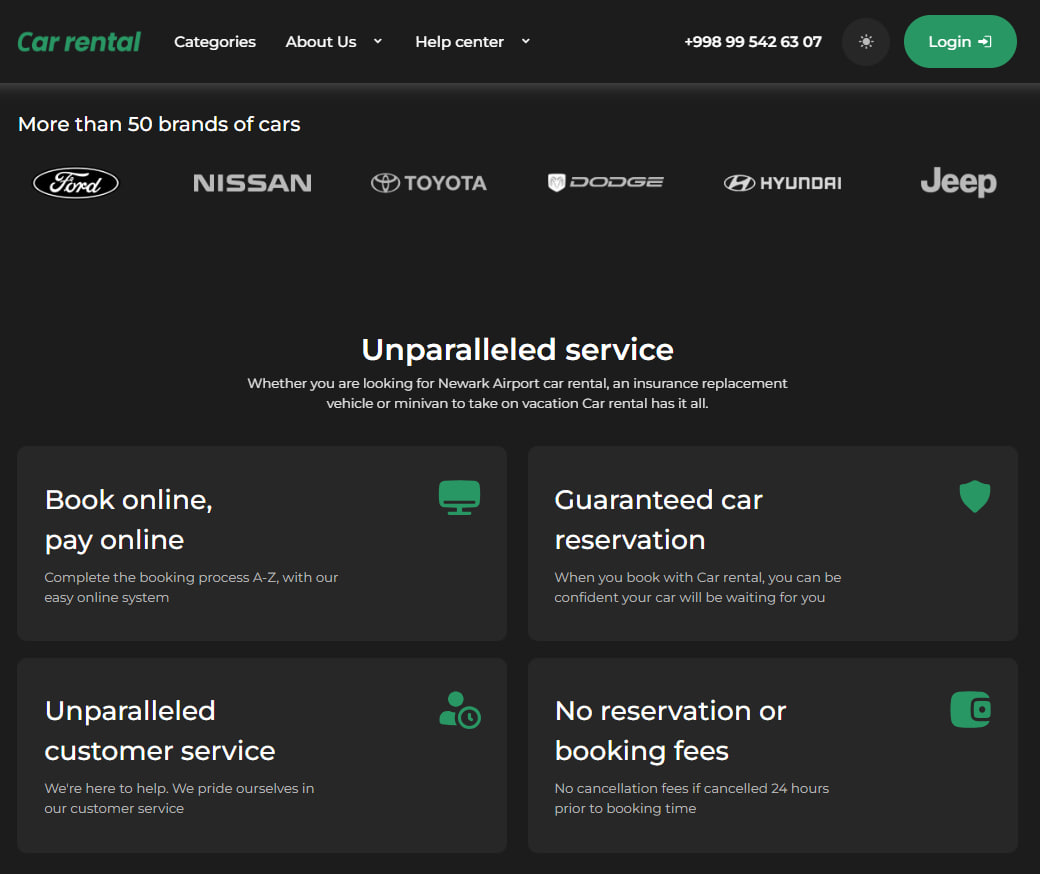 Car rental Categories About Us Help center +998 99 542 63 07 Login
More than 50 brands of cars
Ford NISSAN TOYOTA DODGE HYUNDAI Jeep
Unparalleled service
Whether you are looking for Newark Airport car rental, an insurance replacement
vehicle or minivan to take on vacation Car rental has it all.
Book online,
pay online
Complete the booking process A-Z, with our
easy online system
Guaranteed car
reservation
When you book with Car rental, you can be
confident your car will be waiting for you
Unparalleled
customer service
We're here to help. We pride ourselves in
our customer service
No reservation or
booking fees
No cancellation fees if cancelled 24 hours
prior to booking time